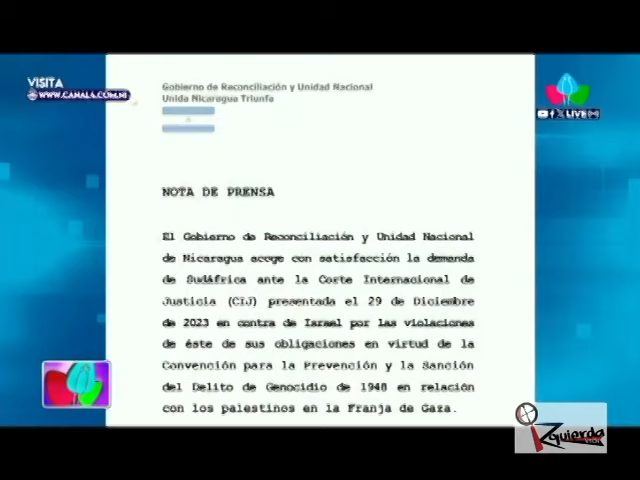 VISITA
WWW.CANAL4.COM.NI
Gobierno de Reconciliación y Unidad Nacional
Unida Nicaragua Triunfa
LIVE
NOTA DE PRENSA
El Gobierno de Reconciliación y Unidad Nacional
de Nicaragua acoge con satisfacción la demanda
de Sudáfrica ante la Corte Internacional de
Justicia (CIJ) presentada el 29 de Diciembre
de 2023 en contra de Israel por las violaciones
de éste de sus obligaciones en virtud de la
Convención para la Prevención y la Sanción
del Delito de Genocidio de 1948 en relación
con los palestinos en la Franja de Gaza.
Izquierda